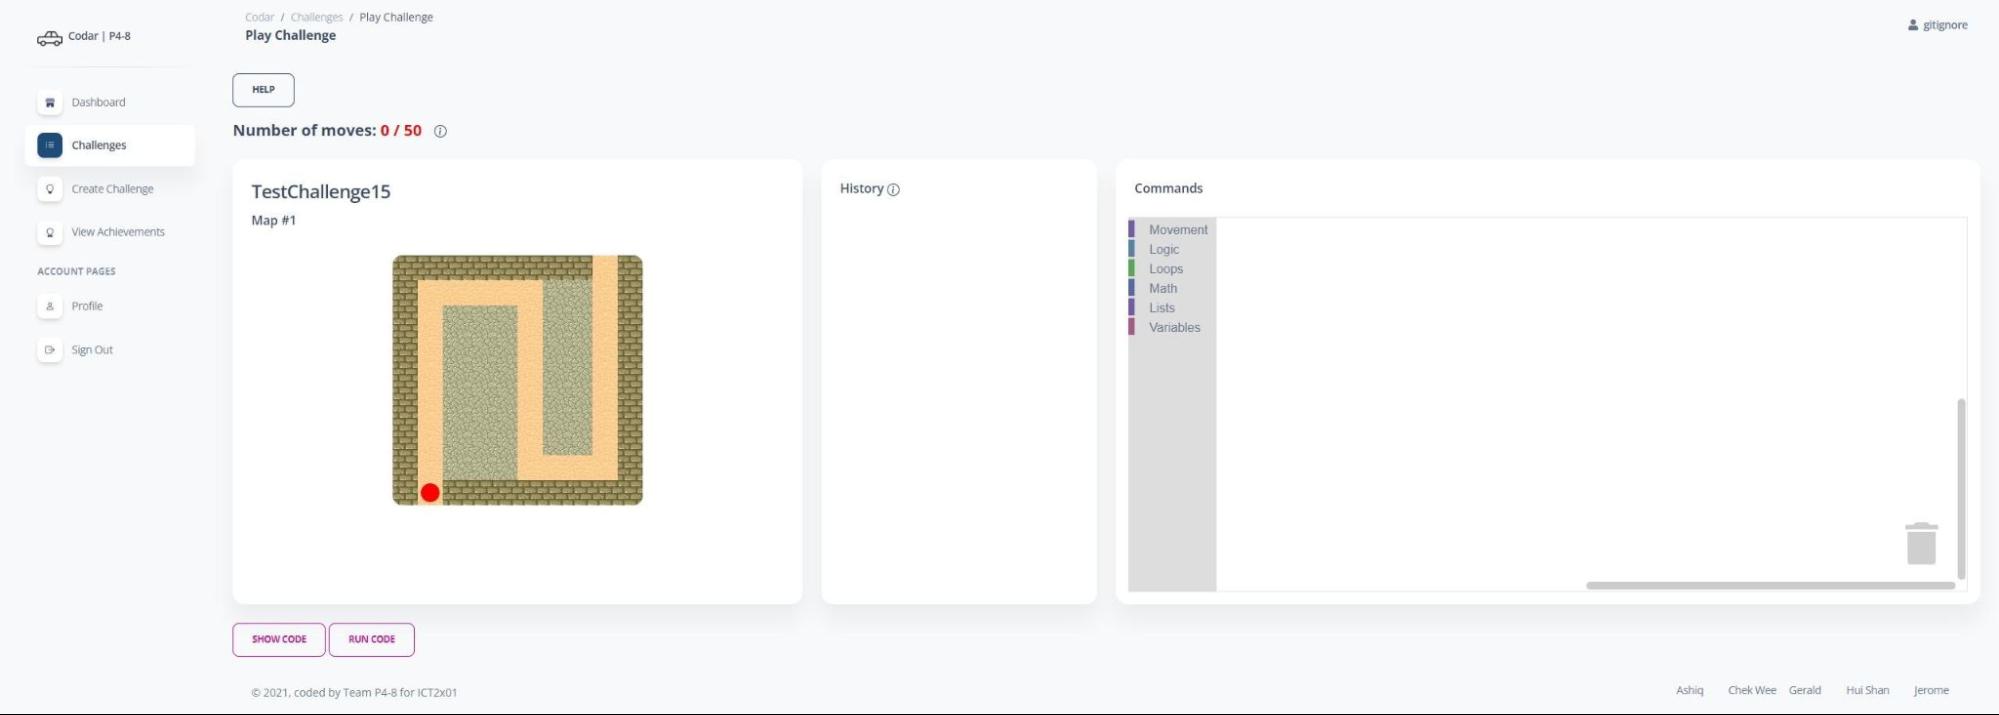 Codar | P4-8
Dashboard
Challenges
Create Challenge
View Achievements
ACCOUNT PAGES
Profile
Sign Out
Codar / Challenges / Play Challenge
Play Challenge
gitignore
HELP
Number of moves: 0 / 50
TestChallenge15
Map #1
History
Commands
Movement
Logic
Loops
Math
Lists
Variables
SHOW CODE RUN CODE
© 2021, coded by Team P4-8 for ICT2x01
Ashiq Chek Wee Gerald Hui Shan Jerome